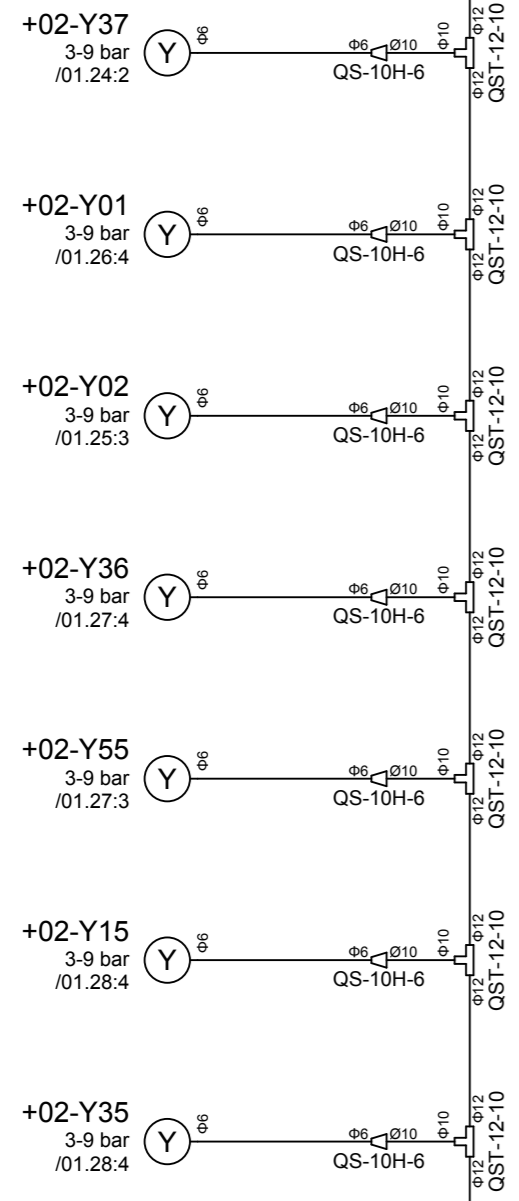 +02-Y37
3-9 bar
/01.24:2
Y
Φ6
Φ6
Ø10
QS-10H-6
Φ10
Φ12
Φ12
QST-12-10
+02-Y01
3-9 bar
/01.26:4
Y
Φ6
Φ6
Ø10
QS-10H-6
Φ10
Φ12
Φ12
QST-12-10
+02-Y02
3-9 bar
/01.25:3
Y
Φ6
Φ6
Ø10
QS-10H-6
Φ10
Φ12
Φ12
QST-12-10
+02-Y36
3-9 bar
/01.27:4
Y
Φ6
Φ6
Ø10
QS-10H-6
Φ10
Φ12
Φ12
QST-12-10
+02-Y55
3-9 bar
/01.27:3
Y
Φ6
Φ6
Ø10
QS-10H-6
Φ10
Φ12
Φ12
QST-12-10
+02-Y15
3-9 bar
/01.28:4
Y
Φ6
Φ6
Ø10
QS-10H-6
Φ10
Φ12
Φ12
QST-12-10
+02-Y35
3-9 bar
/01.28:4
Y
Φ6
Φ6
Ø10
QS-10H-6
Φ10
Φ12
Φ12
QST-12-10